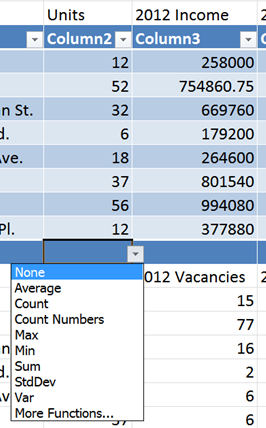 Units 2012 Income 2
Column2 Column3
12 258000
52 754860.75
n St. 32 669760
d. 6 179200
Ave. 18 264600
37 801540
56 994080
Pl. 12 377880
None
Average
Count
Count Numbers
Max
Min
Sum
StdDev
Var
More Functions...
2012 Vacancies 2
15
77
16
2
6
6